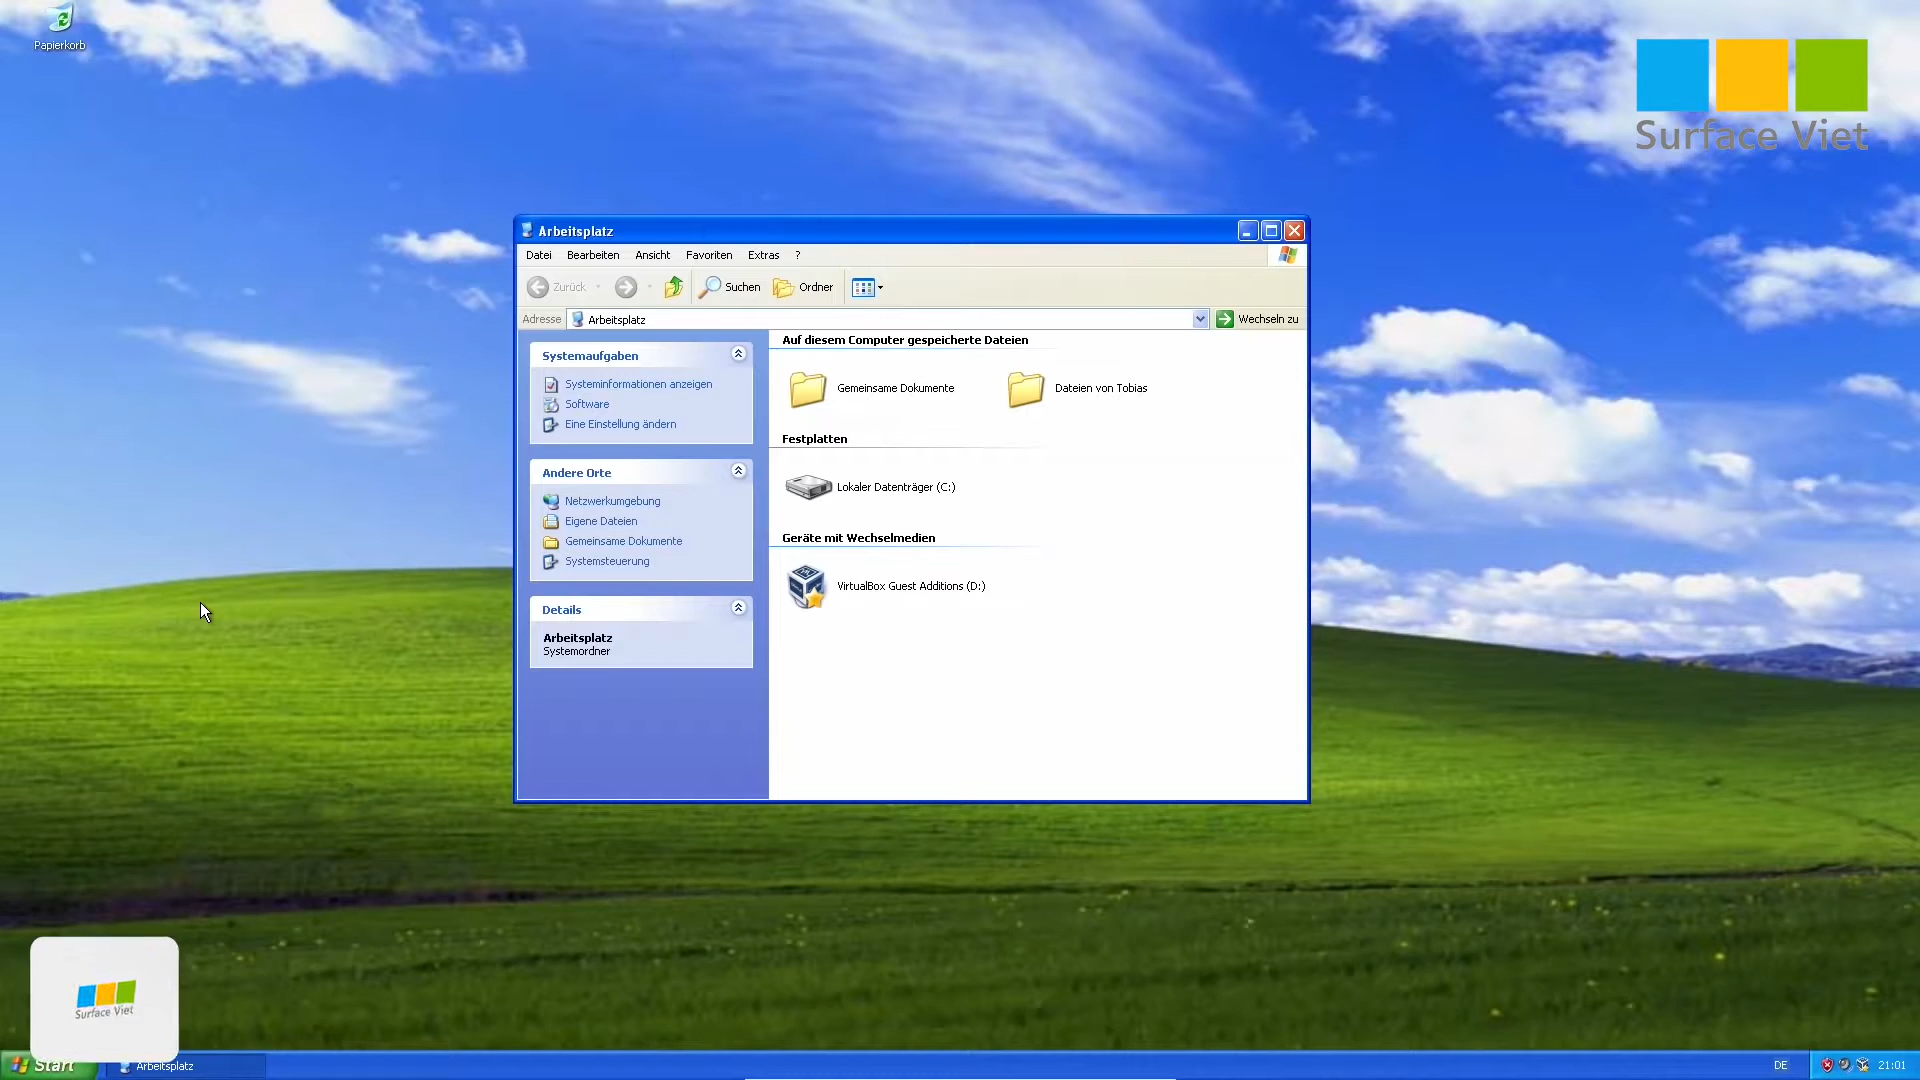 Papierkorb
Surface Viet
Arbeitsplatz
Datei Bearbeiten Ansicht Favoriten Extras ?
Zurück Suchen Ordner
Adresse Arbeitsplatz Wechseln zu
Systemaufgaben
Systeminformationen anzeigen
Software
Eine Einstellung ändern
Andere Orte
Netzwerkumgebung
Eigene Dateien
Gemeinsame Dokumente
Systemsteuerung
Details
Arbeitsplatz
Systemordner
Auf diesem Computer gespeicherte Dateien
Gemeinsame Dokumente Dateien von Tobias
Festplatten
Lokaler Datenträger (C:)
Geräte mit Wechselmedien
VirtualBox Guest Additions (D:)
Surface Viet
Start Arbeitsplatz DE 21:01